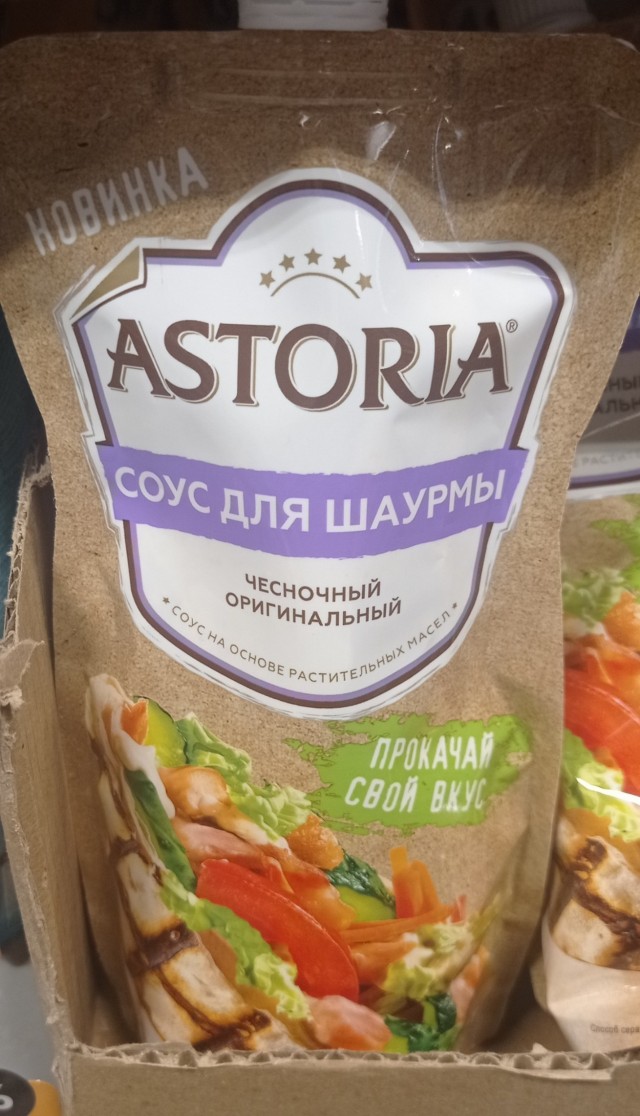 НОВИНКА
ASTORIA®
СОУС ДЛЯ ШАУРМЫ
ЧЕСНОЧНЫЙ
ОРИГИНАЛЬНЫЙ
СОУС НА ОСНОВЕ РАСТИТЕЛЬНЫХ МАСЕЛ
ПРОКАЧАЙ
СВОЙ ВКУС
%